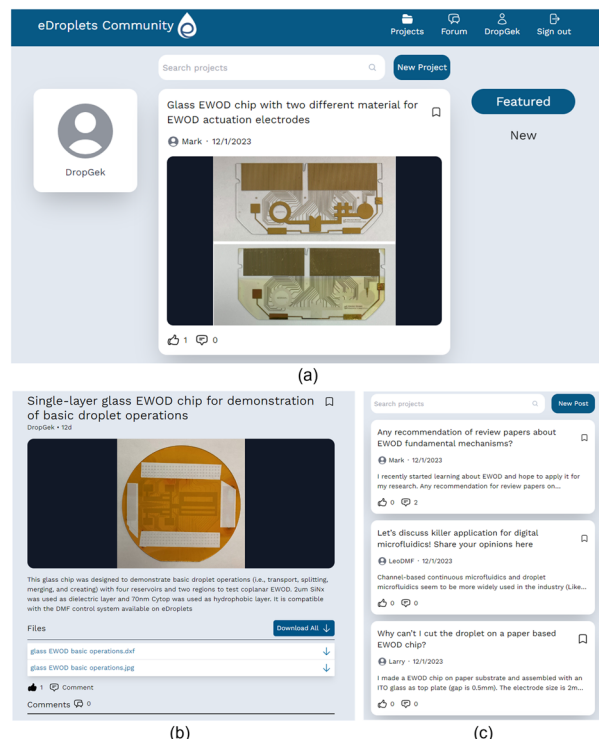 eDroplets Community
Projects
Forum
DropGek
Sign out
Search projects
New Project
DropGek
Glass EWOD chip with two different material for
EWOD actuation electrodes
Mark · 12/1/2023
1
0
Featured
New
(a)
Single-layer glass EWOD chip for demonstration
of basic droplet operations
DropGek • 12d
This glass chip was designed to demonstrate basic droplet operations (i.e., transport, splitting,
merging, and creating) with four reservoirs and two regions to test coplanar EWOD. 2um SiNx
was used as dielectric layer and 70nm Cytop was used as hydrophobic layer. it is compatible
with the DMF control system available on eDroplets
Files
Download All
glass EWOD basic operations.dxf
glass EWOD basic operations.jpg
1 Comment
Comments 0
(b)
Search projects
New Post
Any recommendation of review papers about
EWOD fundamental mechanisms?
Mark · 12/1/2023
I recently started learning about EWOD and hope to apply it for
my research. Any recommendation for review papers on...
0 2
Let's discuss killer application for digital
microfluidics! Share your opinions here
LeoDMF · 12/1/2023
Channel-based continuous microfluidics and droplet
microfluidics seem to be more widely used in the industry (Like...
0 0
Why can't I cut the droplet on a paper based
EWOD chip?
Larry · 12/1/2023
I made a EWOD chip on paper substrate and assembled with an
ITO glass as top plate (gap is 0.5mm). The electrode size is 2m...
0 0
(c)